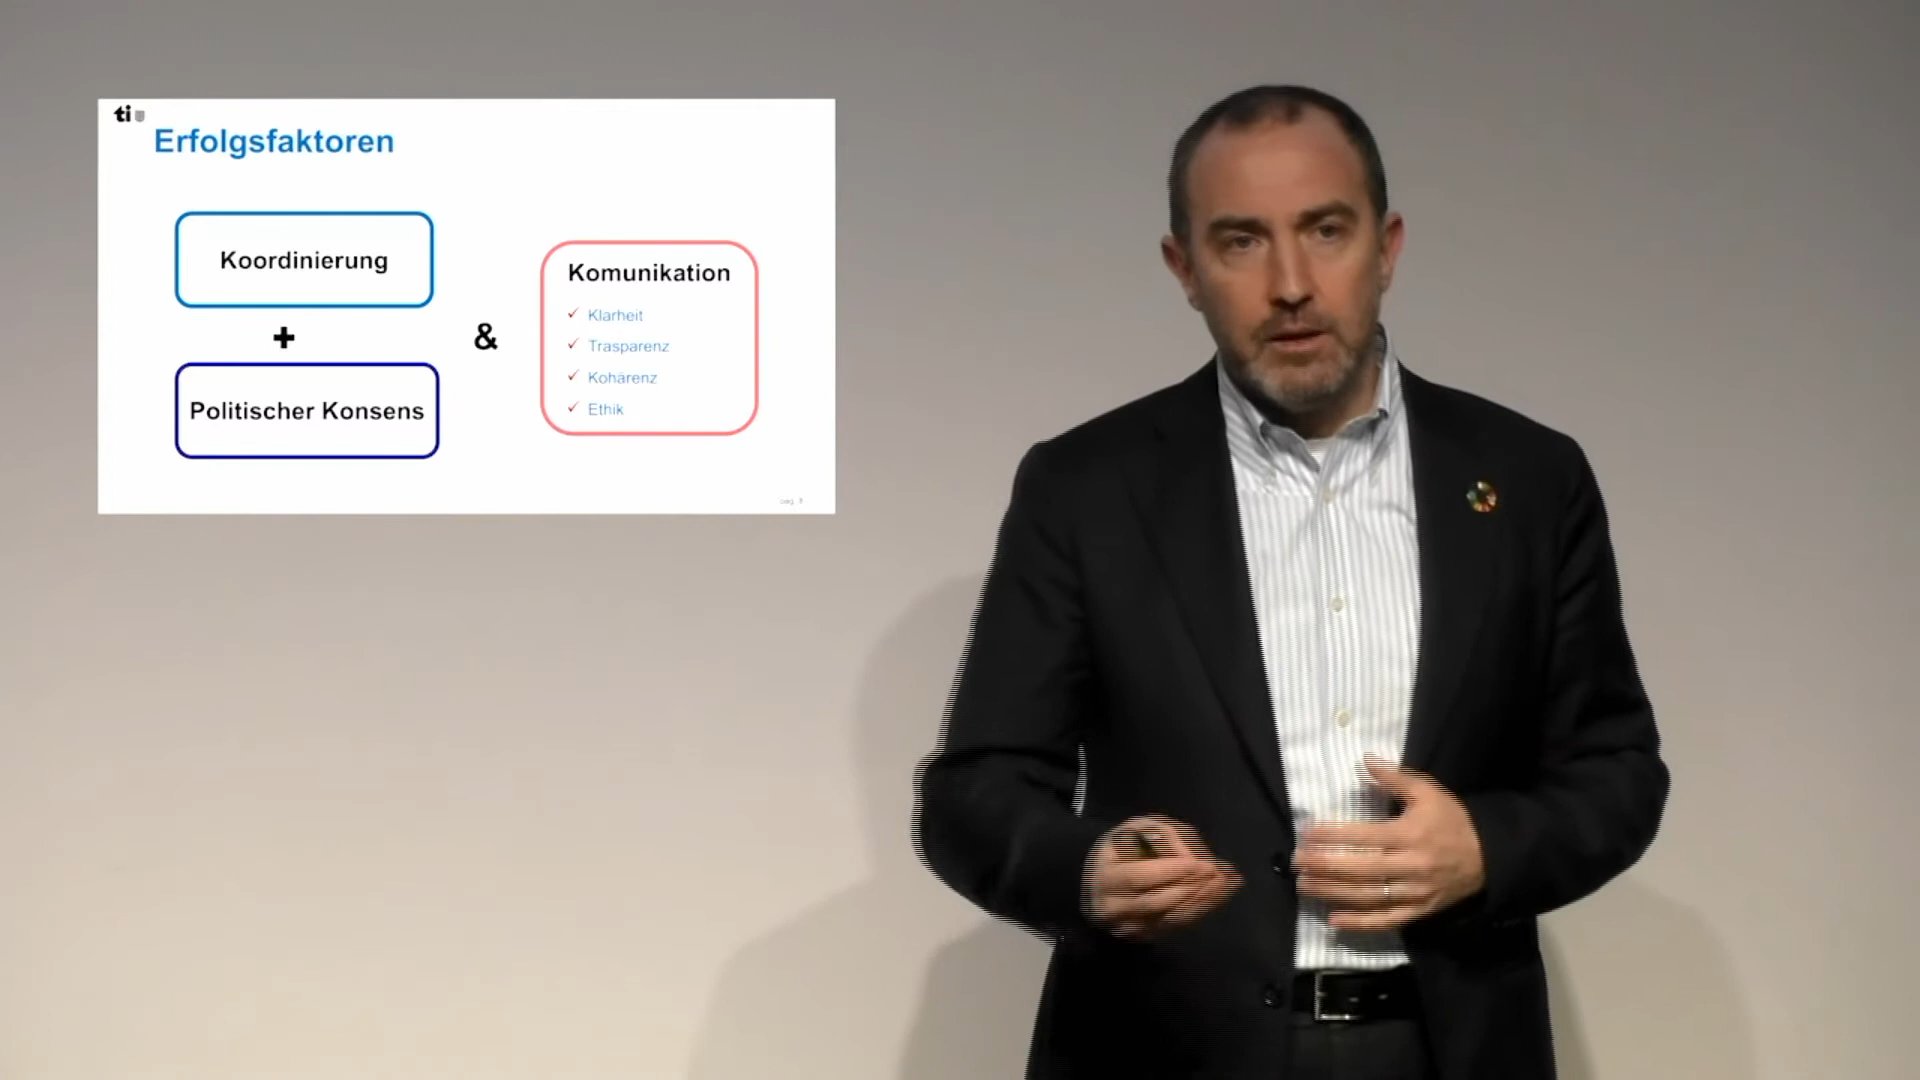 ti
Erfolgsfaktoren
Koordinierung
+
Politischer Konsens
&
Komunikation
✓ Klarheit
✓ Trasparenz
✓ Kohärenz
✓ Ethik